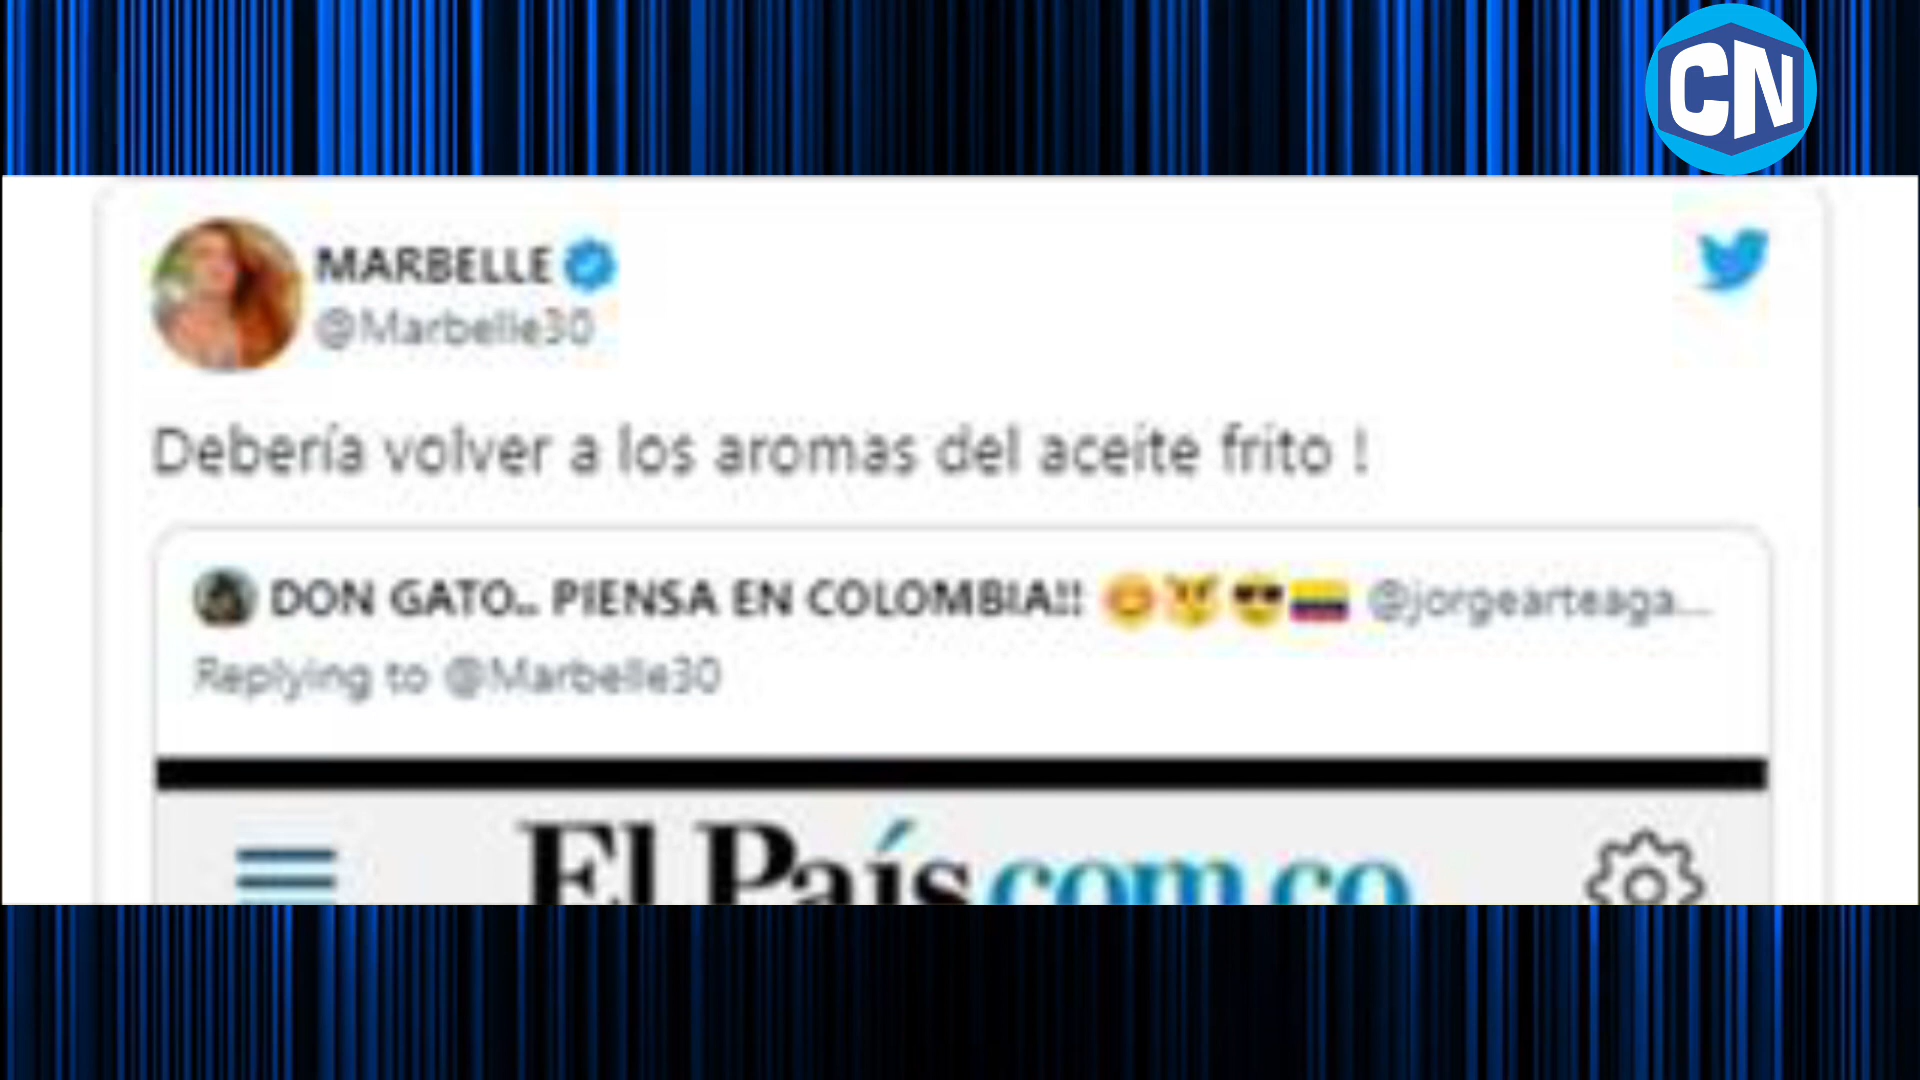 CN
MARBELLE
@Marbelle30
Debería volver a los aromas del aceite frito !
DON GATO.. PIENSA EN COLOMBIA!! @jorgearteaga...
Replying to @Marbelle30
El País.com.co